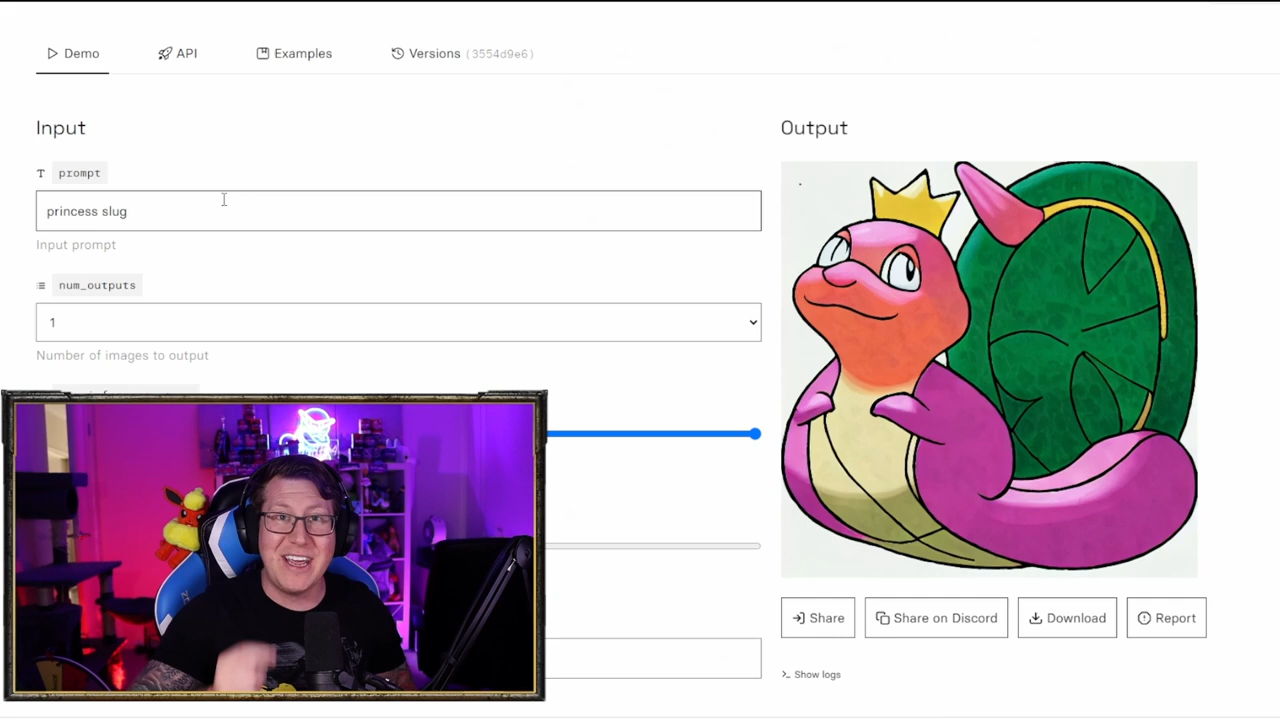 Demo
API
Examples
Versions (3554d9e6)
Input
Output
T prompt
princess slug
Input prompt
num_outputs
1
Number of images to output
Share
Share on Discord
Download
Report
>_ Show logs